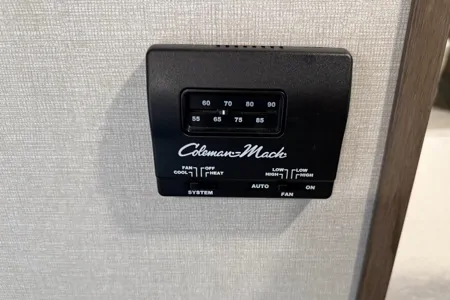 60 70 80 90
55 65 75 85
Coleman-Mach
FAN OFF LOW LOW
COOL HEAT HIGH HIGH
AUTO ON
SYSTEM FAN